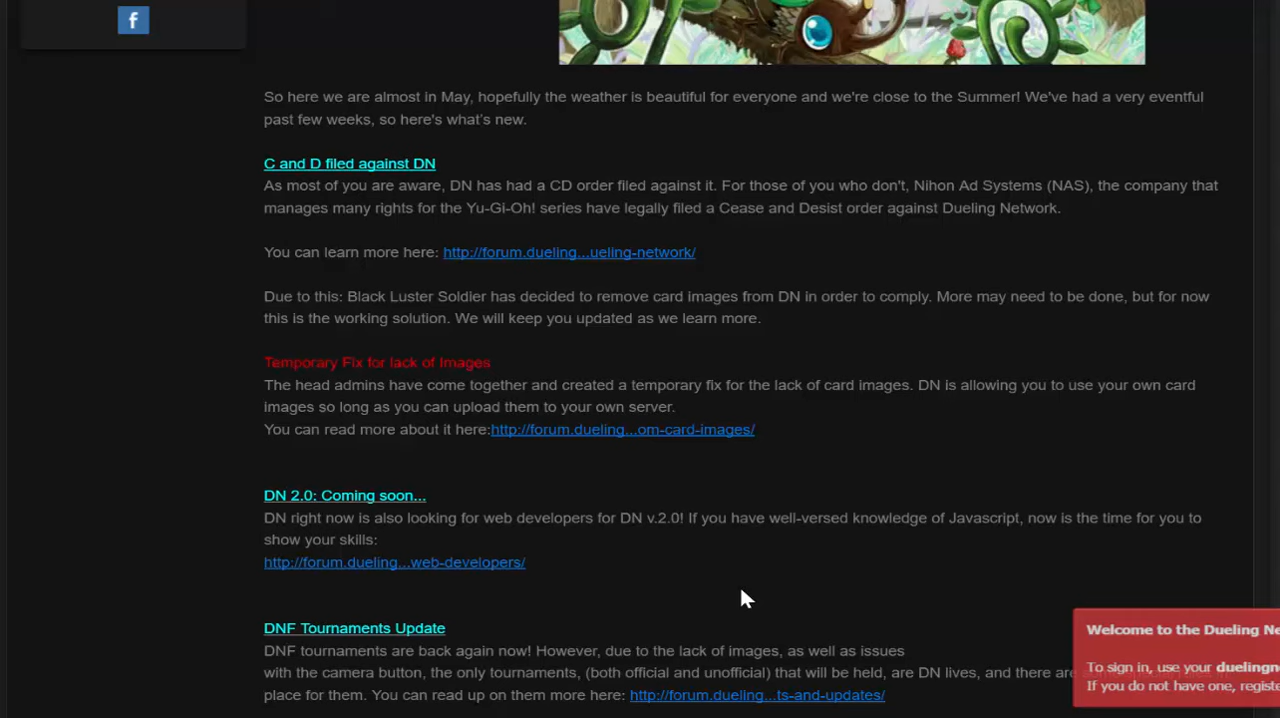 f
So here we are almost in May, hopefully the weather is beautiful for everyone and we're close to the Summer! We've had a very eventful
past few weeks, so here's what's new.
C and D filed against DN
As most of you are aware, DN has had a CD order filed against it. For those of you who don't, Nihon Ad Systems (NAS), the company that
manages many rights for the Yu-Gi-Oh! series have legally filed a Cease and Desist order against Dueling Network.
You can learn more here: http://forum.dueling...ueling-network/
Due to this: Black Luster Soldier has decided to remove card images from DN in order to comply. More may need to be done, but for now
this is the working solution. We will keep you updated as we learn more.
Temporary Fix for lack of Images
The head admins have come together and created a temporary fix for the lack of card images. DN is allowing you to use your own card
images so long as you can upload them to your own server.
You can read more about it here:http://forum.dueling...om-card-images/
DN 2.0: Coming soon...
DN right now is also looking for web developers for DN v.2.0! If you have well-versed knowledge of Javascript, now is the time for you to
show your skills:
http://forum.dueling...web-developers/
DNF Tournaments Update
DNF tournaments are back again now! However, due to the lack of images, as well as issues
with the camera button, the only tournaments, (both official and unofficial) that will be held, are DN lives, and there are
place for them. You can read up on them more here: http://forum.dueling...ts-and-updates/
Welcome to the Dueling Ne
To sign in, use your duelingn
If you do not have one, registe